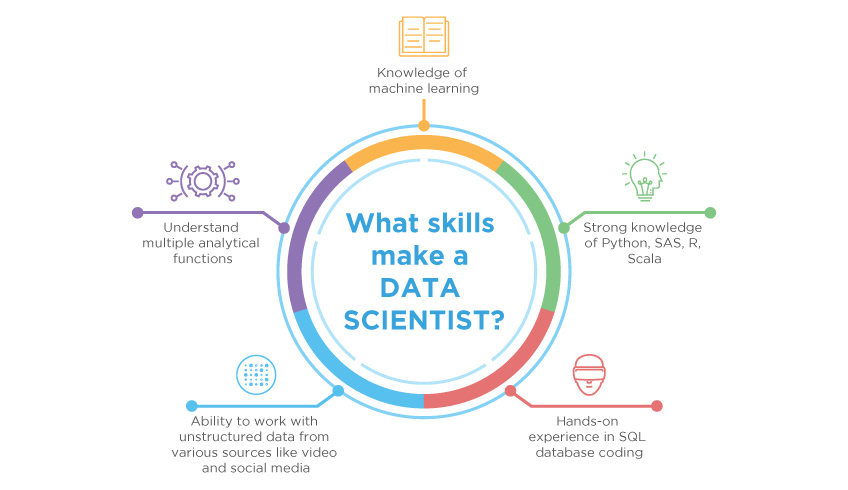 Knowledge of
machine learning
What skills
make a
DATA
SCIENTIST?
Understand
multiple analytical
functions
Strong knowledge
of Python, SAS, R,
Scala
Ability to work with
unstructured data from
various sources like video
and social media
Hands-on
experience in SQL
database coding